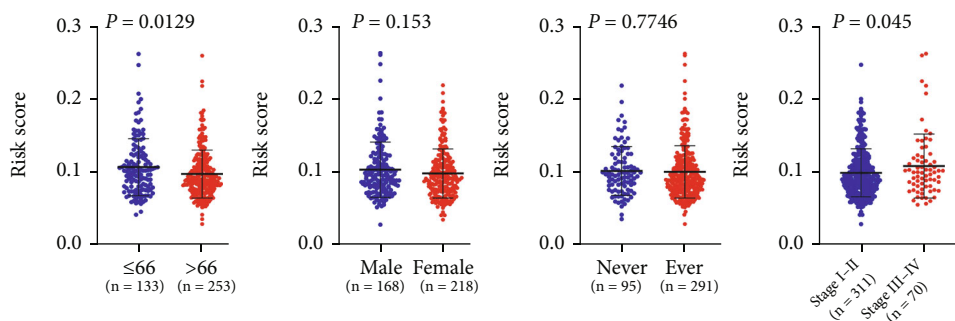 P = 0.0129
0.3
0.2
0.1
0.0
Risk score
≤66
(n = 133)
>66
(n = 253)
P = 0.153
0.3
0.2
0.1
0.0
Risk score
Male
(n = 168)
Female
(n = 218)
P = 0.7746
0.3
0.2
0.1
0.0
Risk score
Never
(n = 95)
Ever
(n = 291)
P = 0.045
0.3
0.2
0.1
0.0
Risk score
Stage I–II
(n = 311)
Stage III–IV
(n = 70)